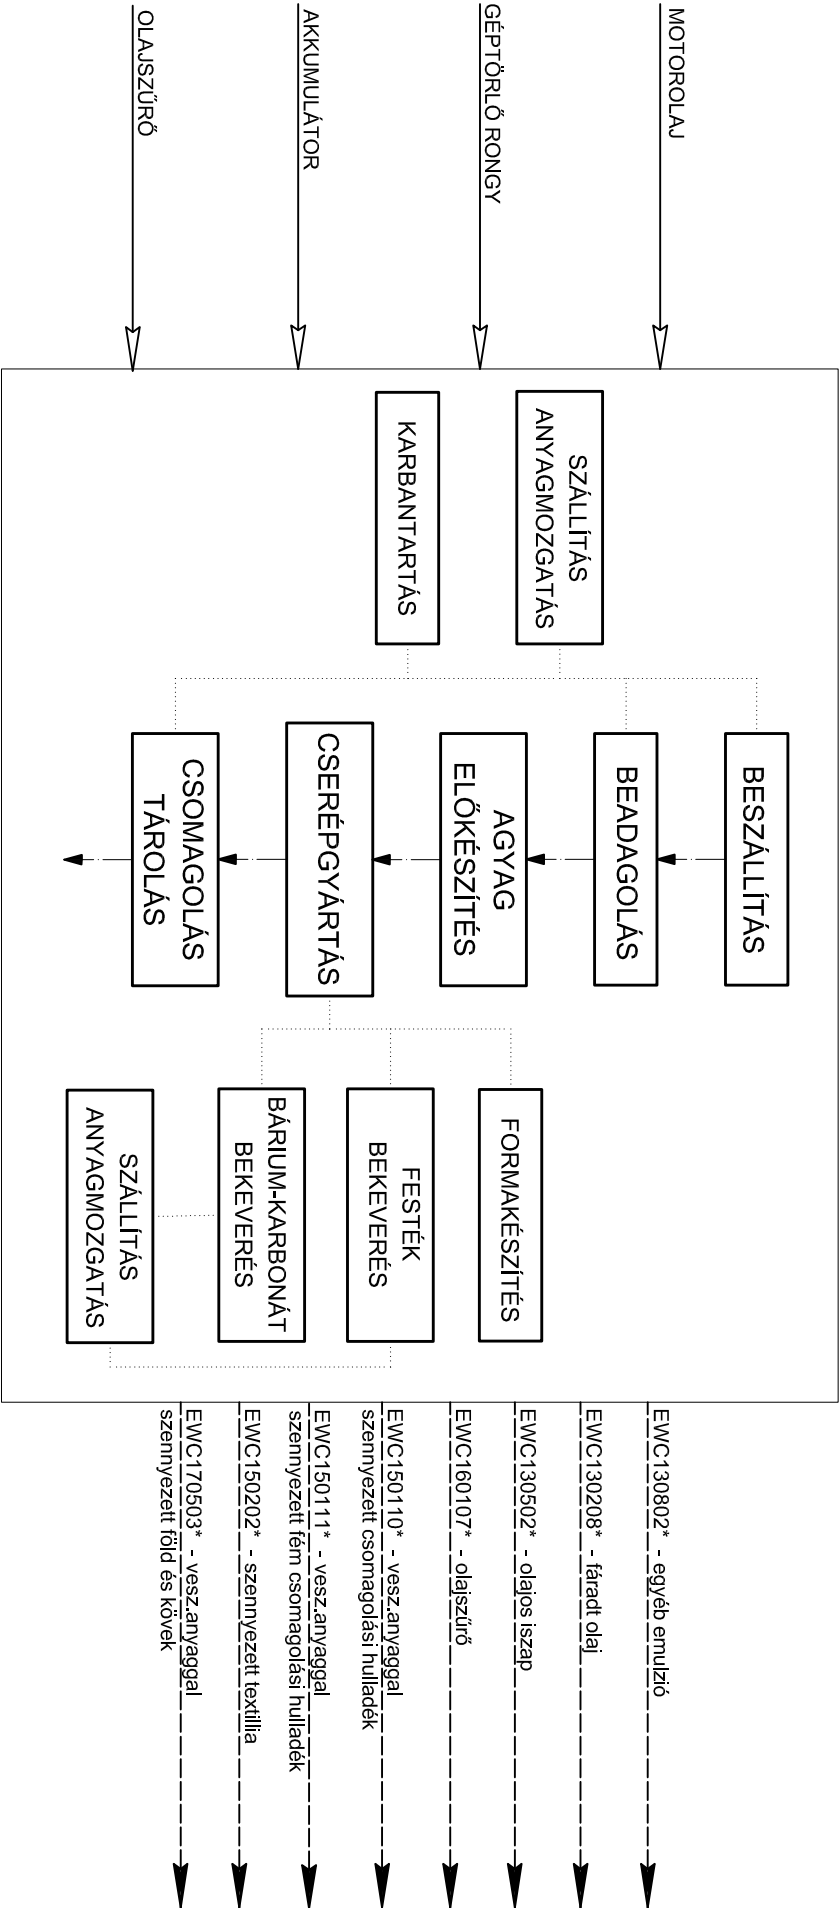 MOTOROLAJ
GÉPTÖRLŐ RONGY
AKKUMULÁTOR
OLAJSZŰRŐ
SZÁLLÍTÁS
ANYAGMOZGATÁS
KARBANTARTÁS
BESZÁLLÍTÁS
BEADAGOLÁS
AGYAG
ELŐKÉSZÍTÉS
CSERÉPGYÁRTÁS
CSOMAGOLÁS
TÁROLÁS
FORMAKÉSZÍTÉS
FESTÉK
BEKEVERÉS
BÁRIUM-KARBONÁT
BEKEVERÉS
SZÁLLÍTÁS
ANYAGMOZGATÁS
EWC130802* - egyéb emulzió
EWC130208* - fáradt olaj
EWC130502* - olajos iszap
EWC160107* - olajszűrő
EWC150110* - vesz.anyaggal
szennyezett csomagolási hulladék
EWC150111* - vesz.anyaggal
szennyezett fém csomagolási hulladék
EWC150202* - szennyezett textillia
EWC170503* - vesz.anyaggal
szennyezett föld és kövek